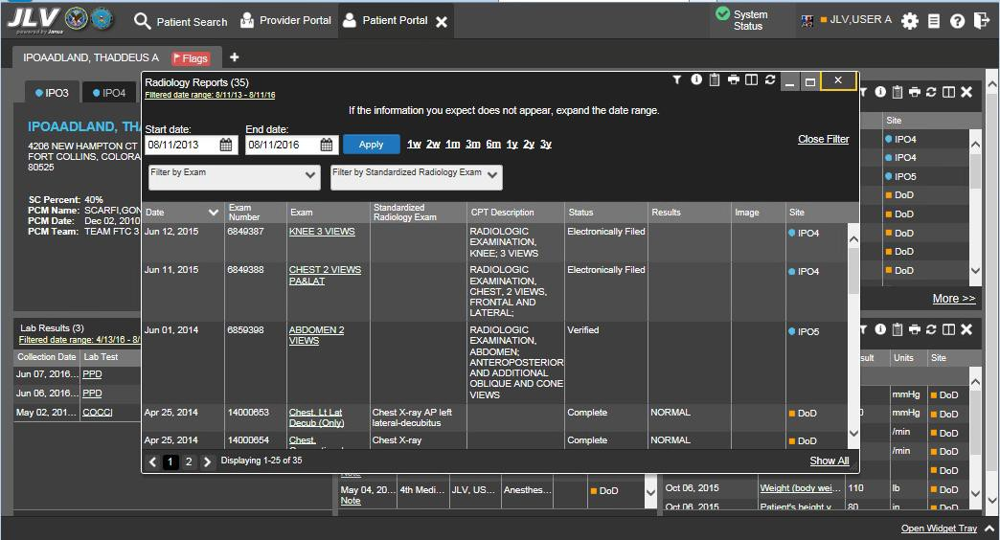 JLV
powered by Janus
Patient Search
Provider Portal
Patient Portal
System Status
JLV,USER A
IPOAADLAND, THADDEUS A
Flags
IPO3
IPO4
IPOAADLAND, TH
4206 NEW HAMPTON CT
FORT COLLINS, COLORA
80525
SC Percent: 40%
PCM Name: SCARFI,GON
PCM Date: Dec 02, 2010
PCM Team: TEAM FTC 3
Radiology Reports (35)
Filtered date range: 8/11/13 - 8/11/16
If the information you expect does not appear, expand the date range.
Start date:
End date:
08/11/2013
08/11/2016
Apply
1w 2w 1m 3m 6m 1y 2y 3y
Close Filter
Filter by Exam
Filter by Standardized Radiology Exam
Date
Exam Number
Exam
Standardized Radiology Exam
CPT Description
Status
Results
Image
Site
Jun 12, 2015
6849387
KNEE 3 VIEWS
RADIOLOGIC
EXAMINATION,
KNEE; 3 VIEWS
Electronically Filed
IPO4
Jun 11, 2015
6849388
CHEST 2 VIEWS
PA&LAT
RADIOLOGIC
EXAMINATION,
CHEST, 2 VIEWS,
FRONTAL AND
LATERAL;
Electronically Filed
IPO4
Jun 01, 2014
6859398
ABDOMEN 2
VIEWS
RADIOLOGIC
EXAMINATION,
ABDOMEN;
ANTEROPOSTERIOR
AND ADDITIONAL
OBLIQUE AND CONE
VIEWS
Verified
IPO5
Apr 25, 2014
14000653
Chest, Lt Lat
Decub (Only)
Chest X-ray AP left
lateral-decubitus
Complete
NORMAL
DoD
Apr 25, 2014
14000654
Chest,
Chest X-ray
Complete
NORMAL
DoD
1
2
Displaying 1-25 of 35
Show All
Site
IPO4
IPO4
IPO5
DoD
DoD
DoD
DoD
DoD
More >>
Lab Results (3)
Filtered date range: 4/13/16 - 8/
Collection Date
Lab Test
Jun 07, 2016...
PPD
Jun 06, 2016...
PPD
May 02, 201...
COCCI
Note
May 04, 20...
4th Medi...
JLV, US...
Anesthes...
DoD
Note
sult
Units
Site
mmHg
DoD
mmHg
DoD
/min
DoD
/min
DoD
DoD
Oct 06, 2015
Weight (body wei...
110
lb
DoD
Oct 06, 2015
Patient's height v
80
in
DoD
Open Widget Tray